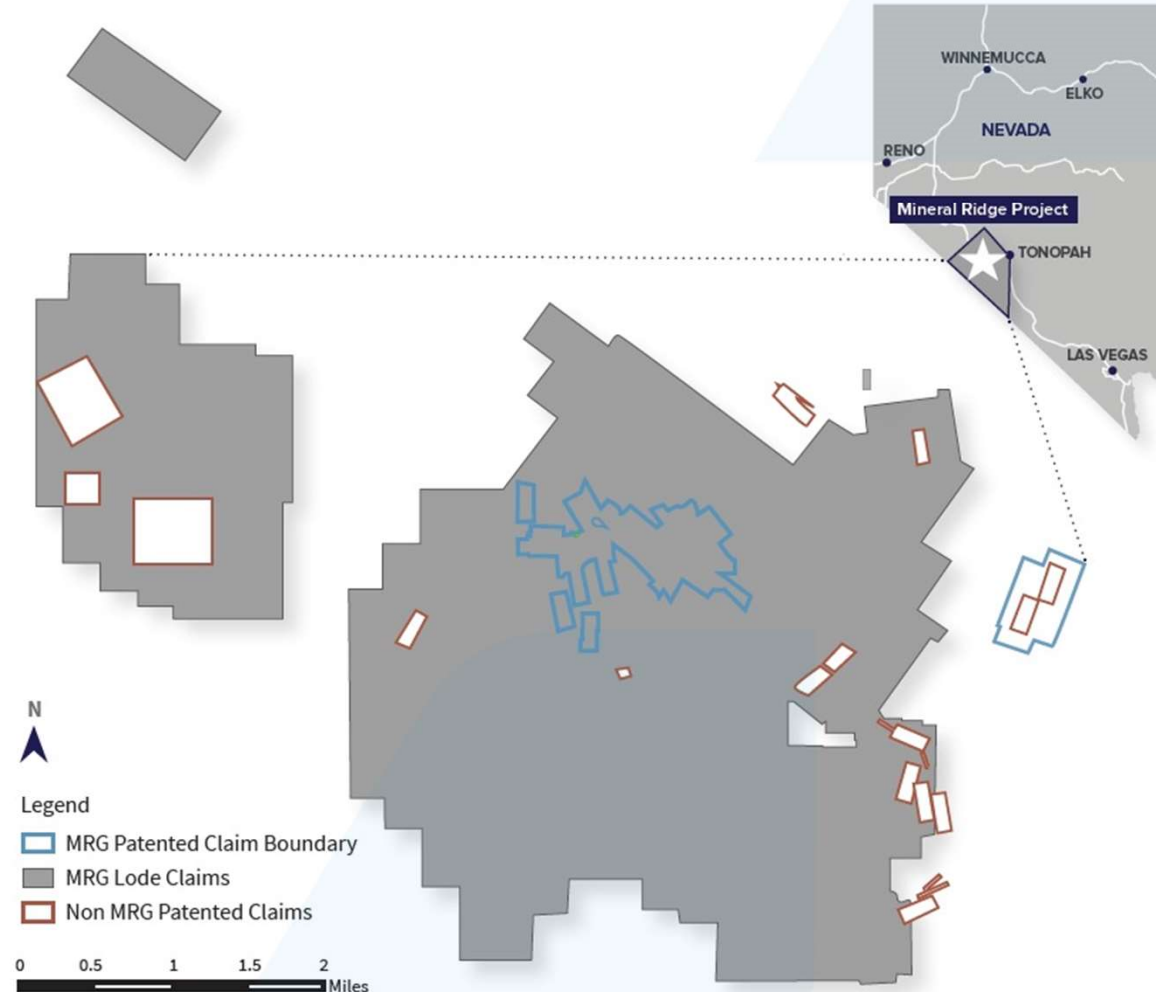 WINNEMUCCA
ELKO
NEVADA
RENO
Mineral Ridge Project
TONOPAH
LAS VEGAS
N
Legend
MRG Patented Claim Boundary
MRG Lode Claims
Non MRG Patented Claims
0 0.5 1 1.5 2
Miles